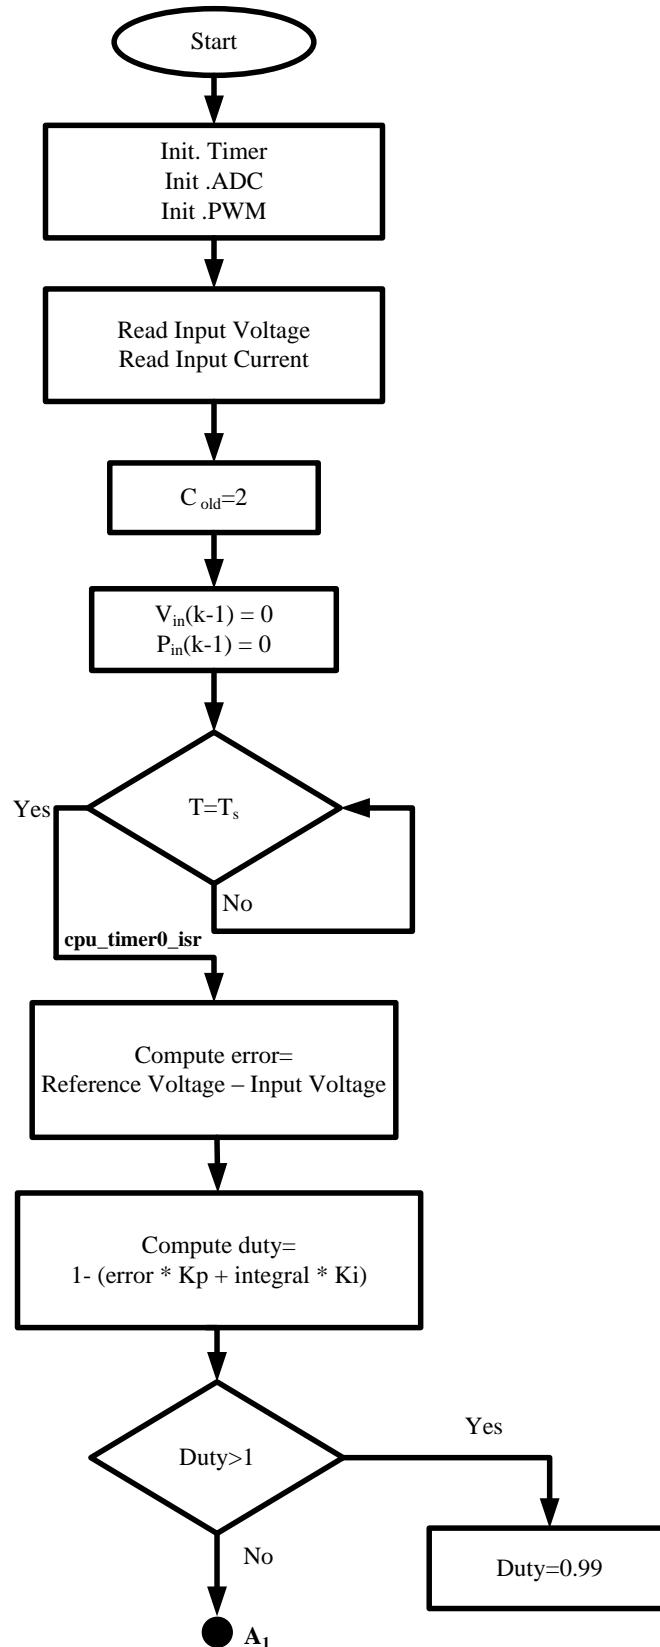 Start
Init. Timer
Init .ADC
Init .PWM
Read Input Voltage
Read Input Current
C old=2
Vin(k-1) = 0
Pin(k-1) = 0
T=Ts
Yes
No
cpu_timer0_isr
Compute error=
Reference Voltage – Input Voltage
Compute duty=
1- (error * Kp + integral * Ki)
Duty>1
Yes
No
Duty=0.99
A1